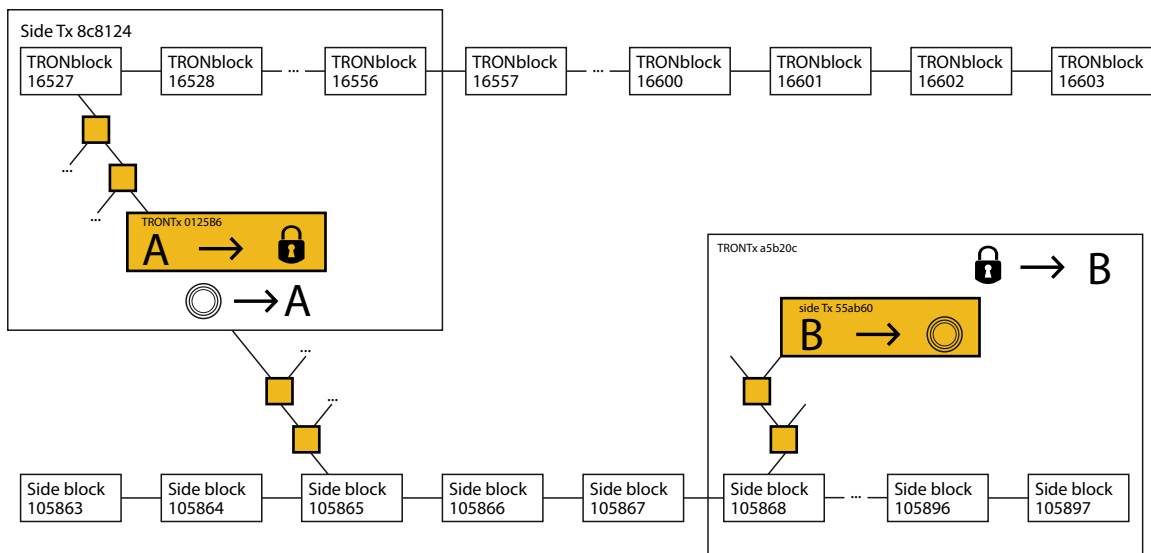 Side Tx 8c8124
TRONblock
16527
TRONblock
16528
...
TRONblock
16556
TRONblock
16557
...
TRONblock
16600
TRONblock
16601
TRONblock
16602
TRONblock
16603
...
...
TRONTx 0125B6
A
A
TRONTx a5b20c
B
side Tx 55ab60
B
...
...
Side block
105863
Side block
105864
Side block
105865
Side block
105866
Side block
105867
Side block
105868
...
Side block
105896
Side block
105897